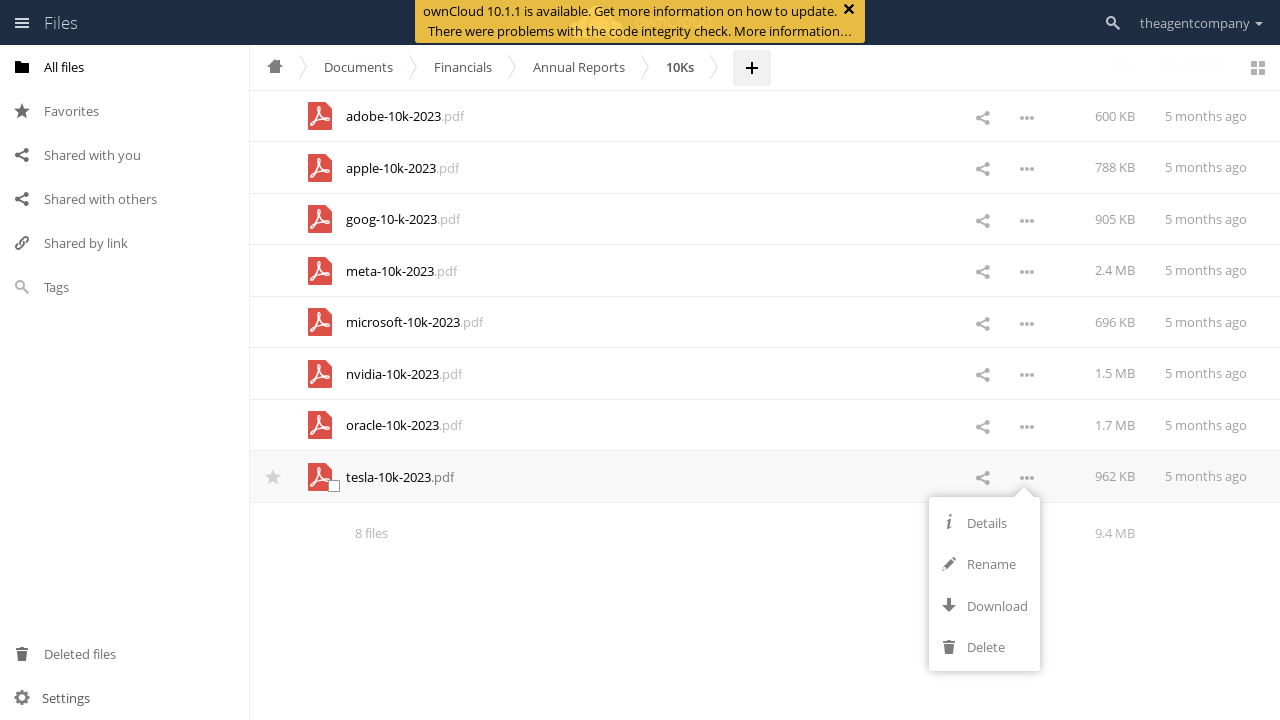 Files
ownCloud 10.1.1 is available. Get more information on how to update.
There were problems with the code integrity check. More information…
theagentcompany
All files
Favorites
Shared with you
Shared with others
Shared by link
Tags
Deleted files
Settings
Documents
Financials
Annual Reports
10Ks
adobe-10k-2023.pdf 600 KB 5 months ago
apple-10k-2023.pdf 788 KB 5 months ago
goog-10-k-2023.pdf 905 KB 5 months ago
meta-10k-2023.pdf 2.4 MB 5 months ago
microsoft-10k-2023.pdf 696 KB 5 months ago
nvidia-10k-2023.pdf 1.5 MB 5 months ago
oracle-10k-2023.pdf 1.7 MB 5 months ago
tesla-10k-2023.pdf 962 KB 5 months ago
8 files 9.4 MB
Details
Rename
Download
Delete